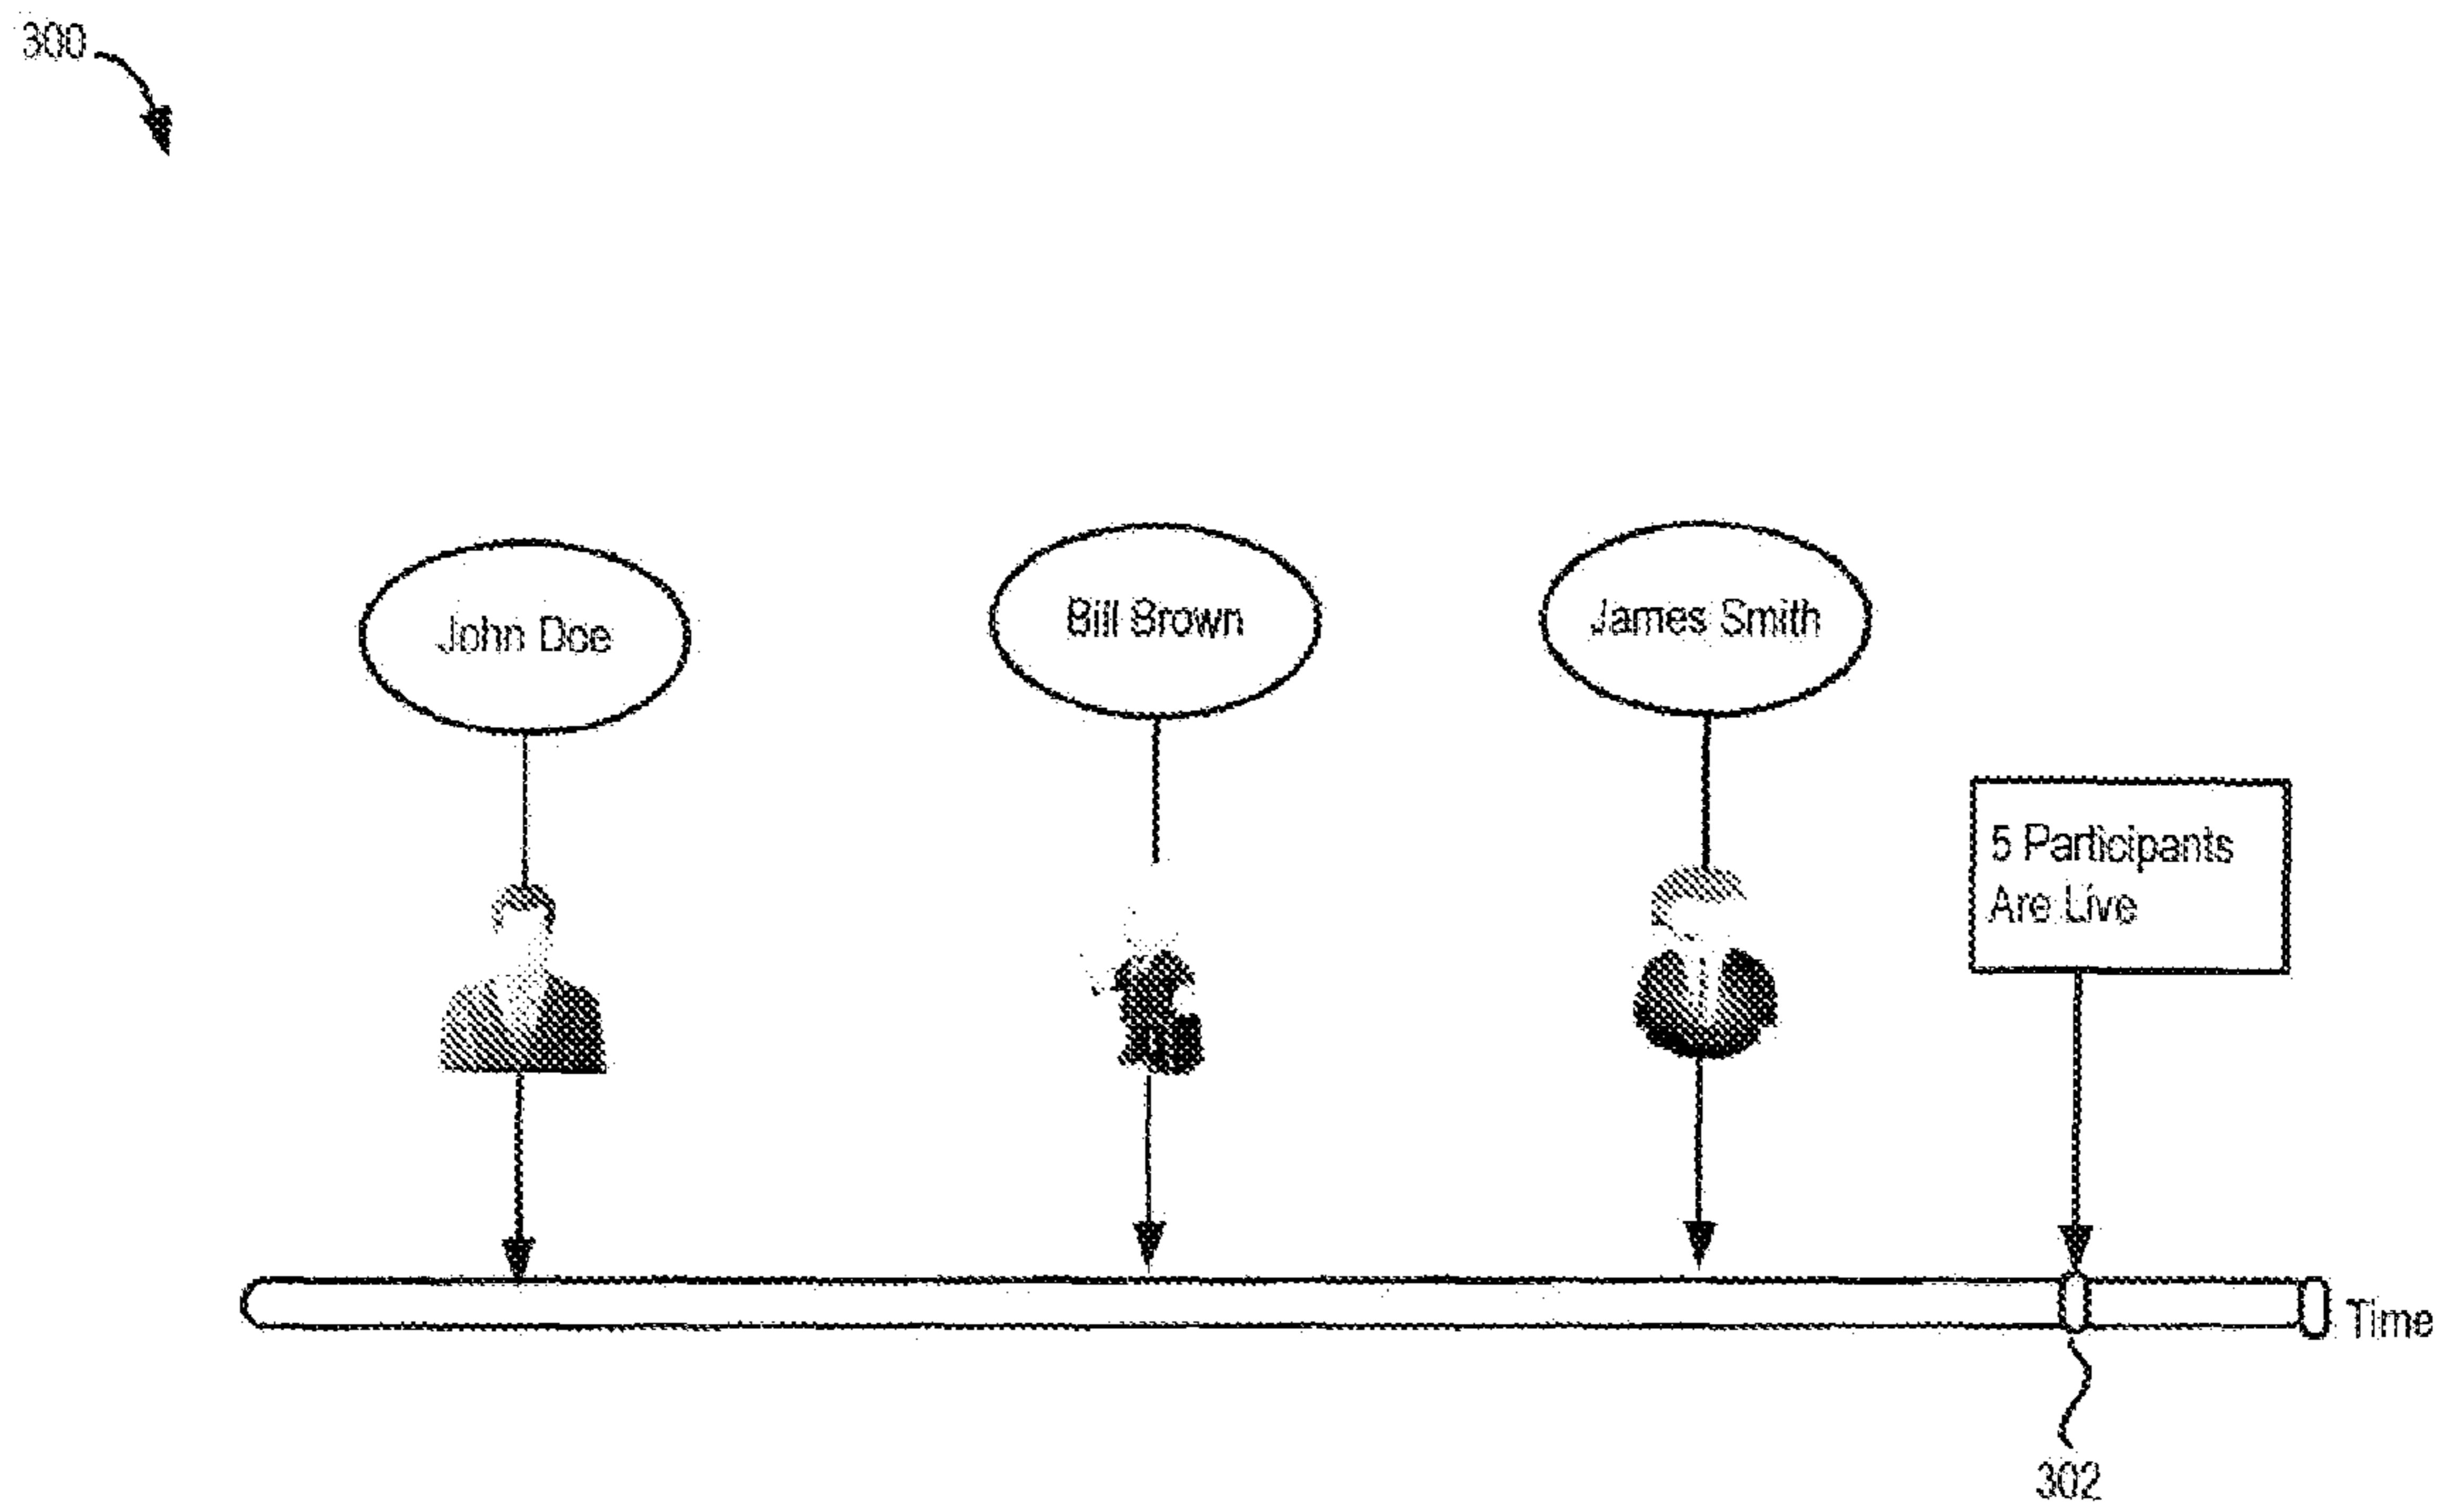 300
John Doe
Bill Brown
James Smith
5 Participants
Are Live
Time
302